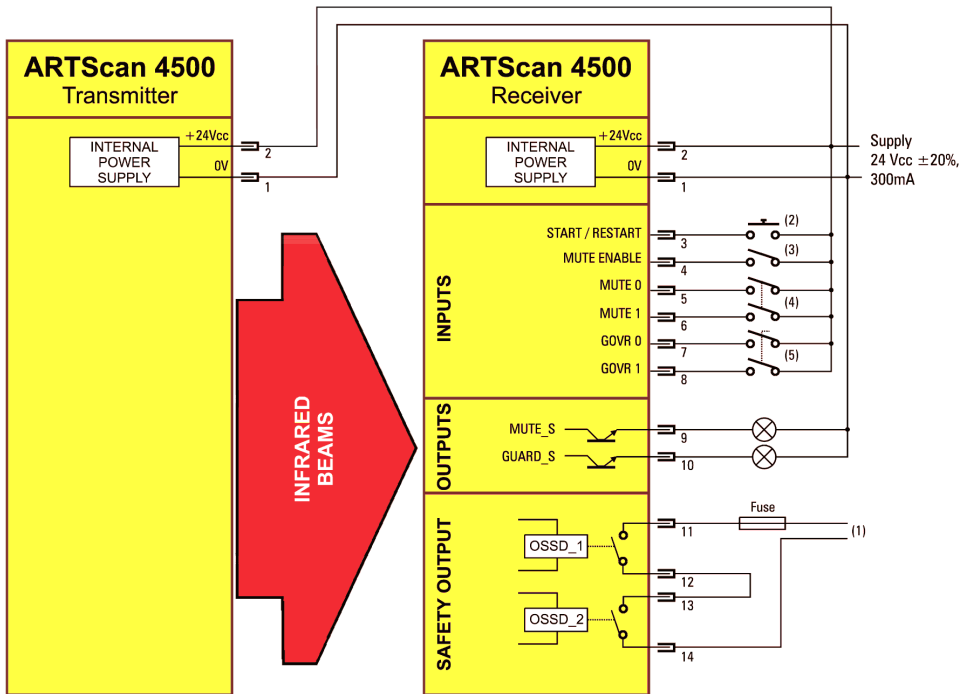 ARTScan 4500
Transmitter
INTERNAL
POWER
SUPPLY
+24Vcc
2
0V
1
INFRARED
BEAMS
ARTScan 4500
Receiver
INTERNAL
POWER
SUPPLY
+24Vcc
2
0V
1
Supply
24 Vcc ±20%,
300mA
INPUTS
START / RESTART
3
(2)
MUTE ENABLE
4
(3)
MUTE 0
5
(4)
MUTE 1
6
GOVR 0
7
(5)
GOVR 1
8
OUTPUTS
MUTE_S
9
GUARD_S
10
SAFETY OUTPUT
OSSD_1
11
Fuse
(1)
12
13
OSSD_2
14